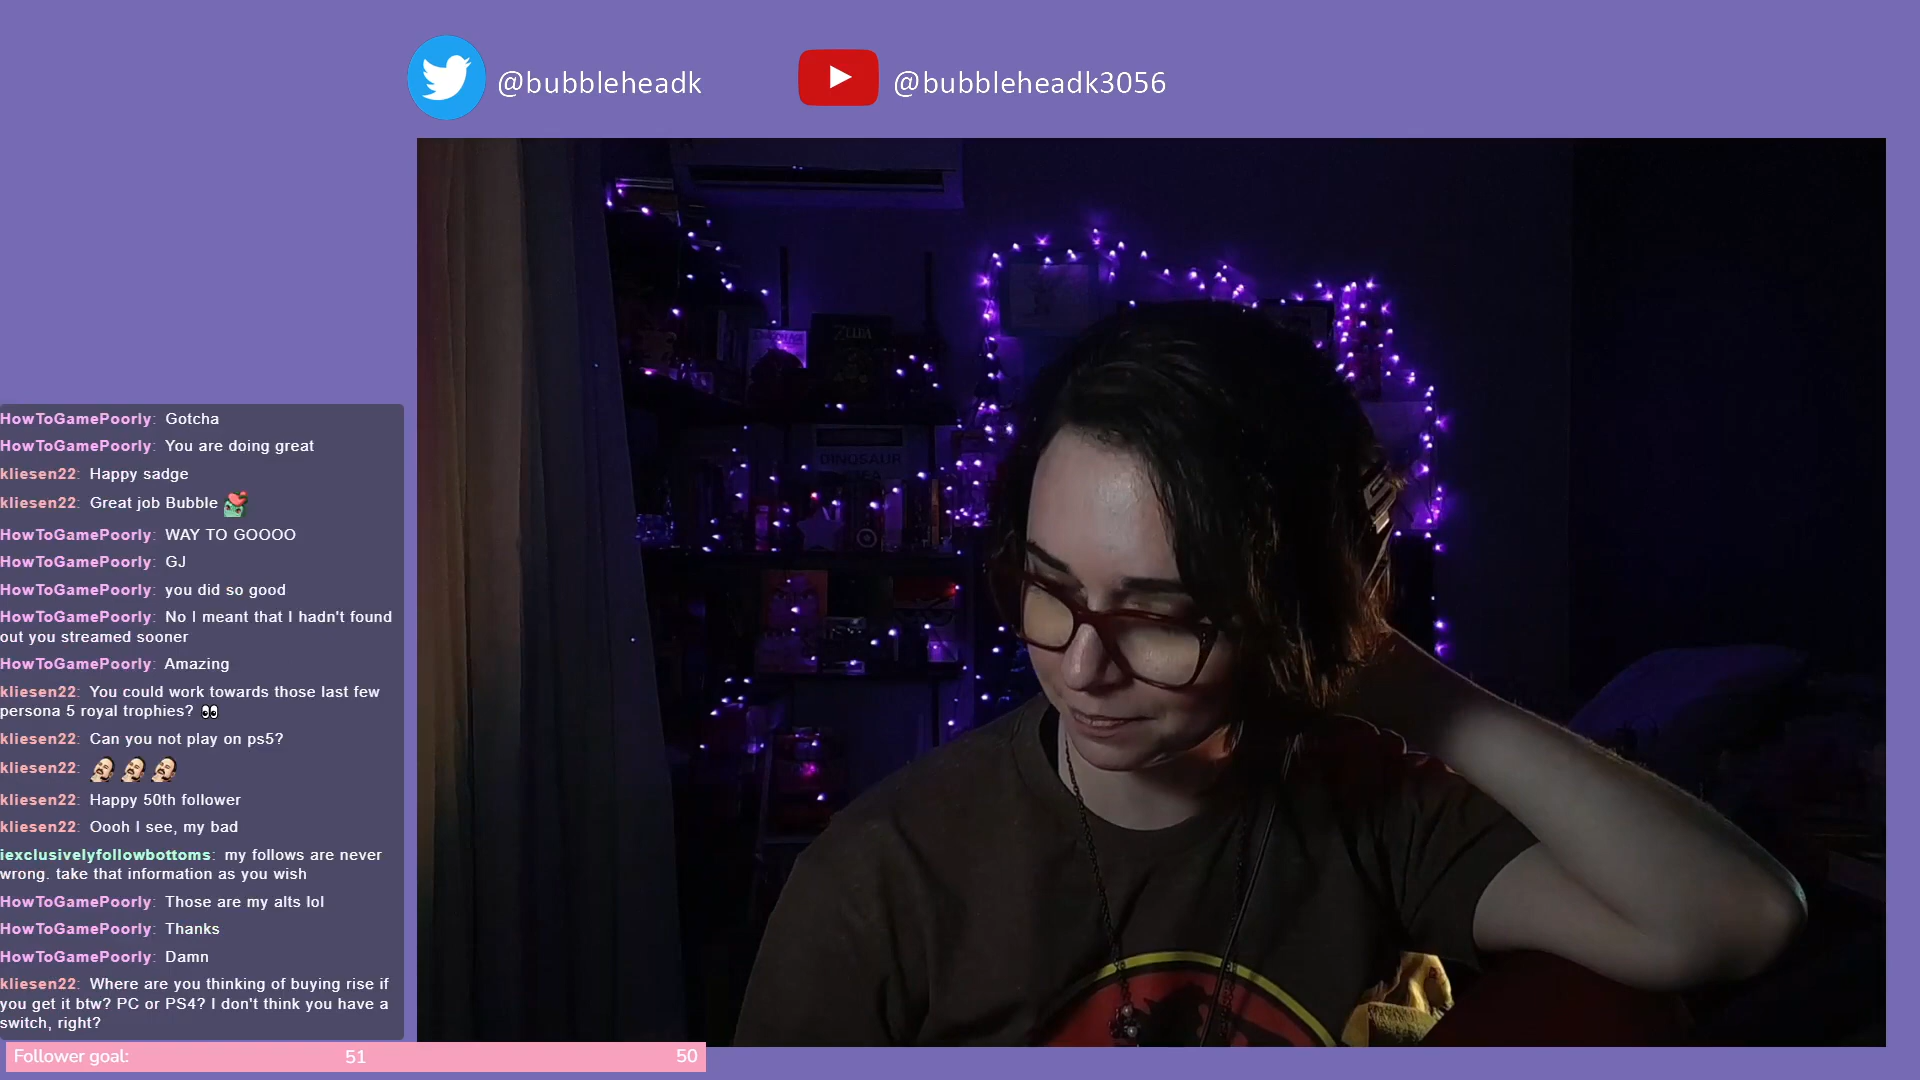 @bubbleheadk
@bubbleheadk3056
ZELDA
DINOSAUR
HowToGamePoorly: Gotcha
HowToGamePoorly: You are doing great
kliesen22: Happy sadge
kliesen22: Great job Bubble
HowToGamePoorly: WAY TO GOOOO
HowToGamePoorly: GJ
HowToGamePoorly: you did so good
HowToGamePoorly: No I meant that I hadn't found
out you streamed sooner
HowToGamePoorly: Amazing
kliesen22: You could work towards those last few
persona 5 royal trophies? 👀
kliesen22: Can you not play on ps5?
kliesen22:
kliesen22: Happy 50th follower
kliesen22: Oooh I see, my bad
iexclusivelyfollowbottoms: my follows are never
wrong. take that information as you wish
HowToGamePoorly: Those are my alts lol
HowToGamePoorly: Thanks
HowToGamePoorly: Damn
kliesen22: Where are you thinking of buying rise if
you get it btw? PC or PS4? I don't think you have a
switch, right?
Follower goal: 51 50